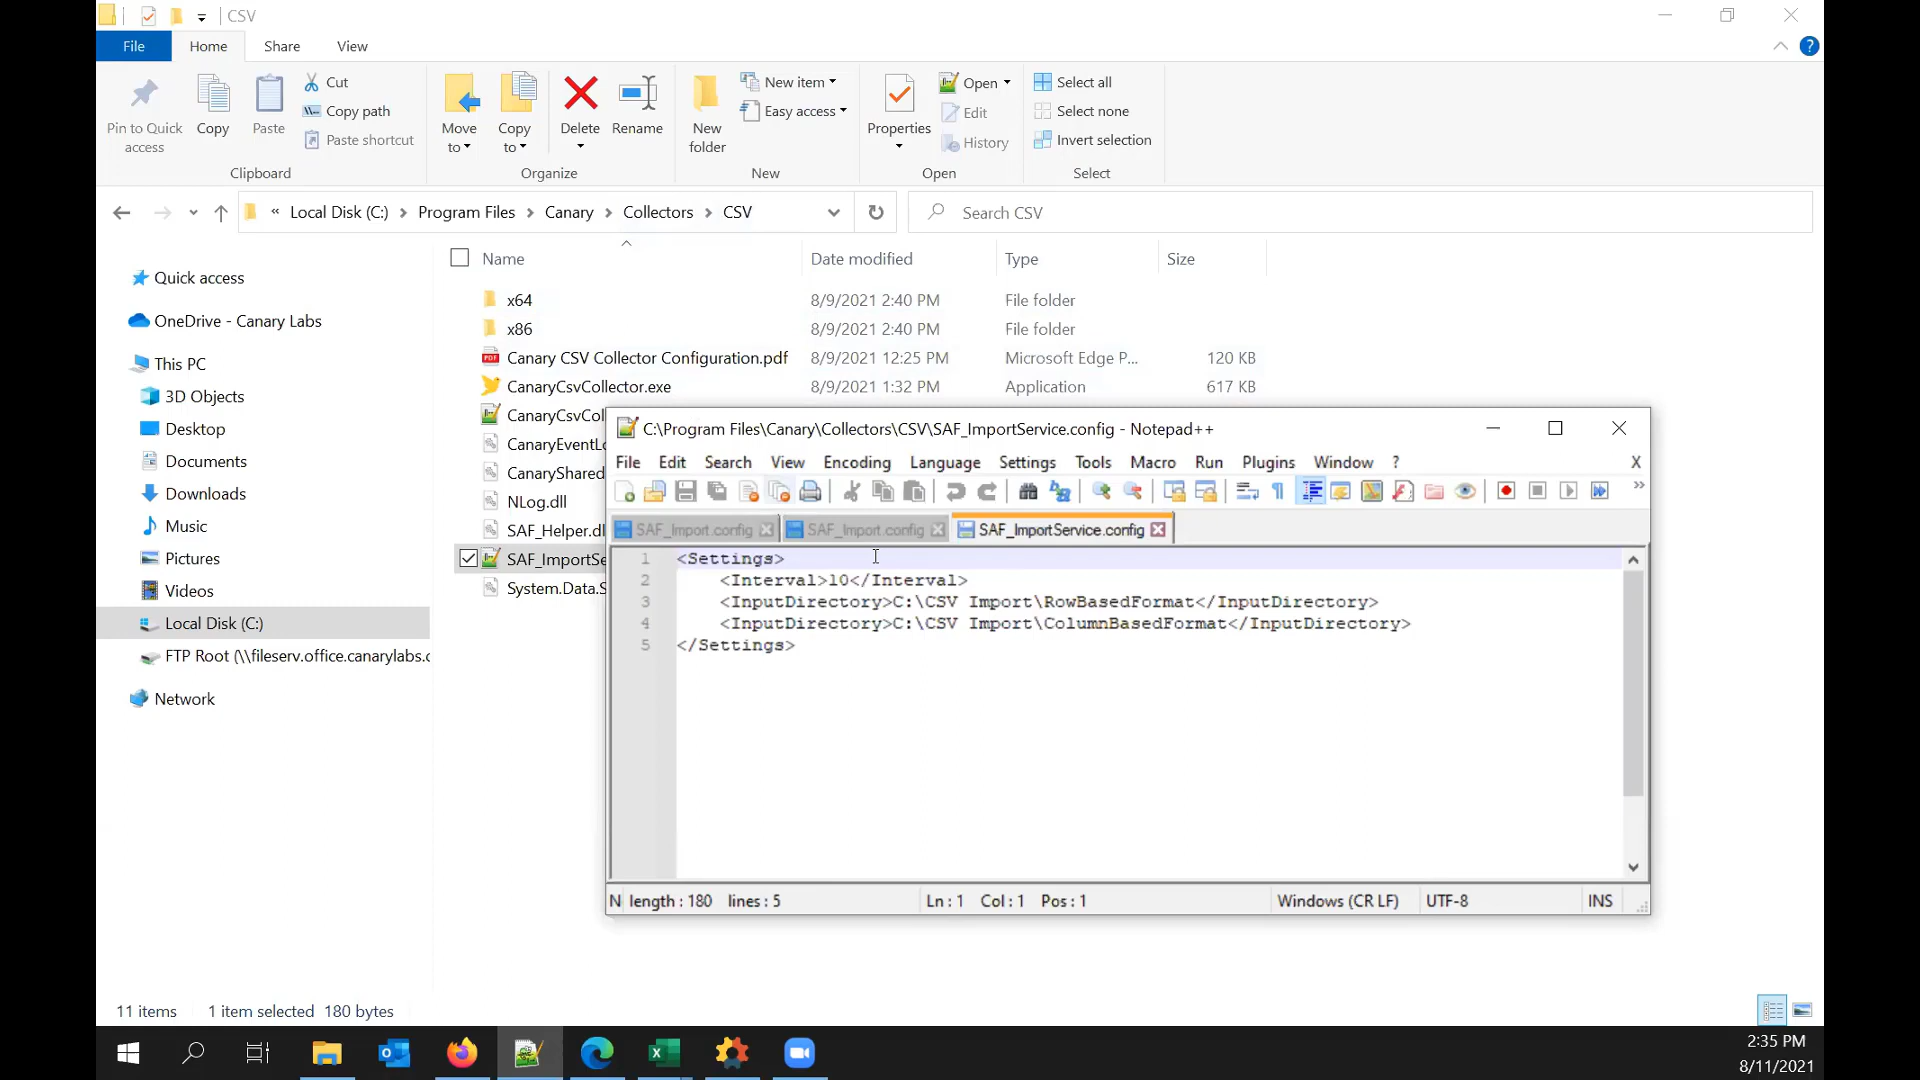 CSV
File Home Share View
Pin to Quick access
Copy
Paste
Cut
Copy path
Paste shortcut
Clipboard
Move to
Copy to
Delete
Rename
Organize
New folder
New item
Easy access
New
Properties
Open
Edit
History
Open
Select all
Select none
Invert selection
Select
« Local Disk (C:) > Program Files > Canary > Collectors > CSV
Search CSV
Name Date modified Type Size
Quick access
OneDrive - Canary Labs
This PC
3D Objects
Desktop
Documents
Downloads
Music
Pictures
Videos
Local Disk (C:)
FTP Root (\\fileserv.office.canarylabs.c
Network
x64 8/9/2021 2:40 PM File folder
x86 8/9/2021 2:40 PM File folder
Canary CSV Collector Configuration.pdf 8/9/2021 12:25 PM Microsoft Edge P... 120 KB
CanaryCsvCollector.exe 8/9/2021 1:32 PM Application 617 KB
CanaryCsvCol
CanaryEventLo
CanaryShared
NLog.dll
SAF_Helper.dl
SAF_ImportSe
System.Data.S
C:\Program Files\Canary\Collectors\CSV\SAF_ImportService.config - Notepad++
File Edit Search View Encoding Language Settings Tools Macro Run Plugins Window ? X
SAF_Import.config SAF_Import.config SAF_ImportService.config
1 <Settings>
2 <Interval>10</Interval>
3 <InputDirectory>C:\CSV Import\RowBasedFormat</InputDirectory>
4 <InputDirectory>C:\CSV Import\ColumnBasedFormat</InputDirectory>
5 </Settings>
N length : 180 lines : 5 Ln : 1 Col : 1 Pos : 1 Windows (CR LF) UTF-8 INS
11 items 1 item selected 180 bytes
2:35 PM
8/11/2021